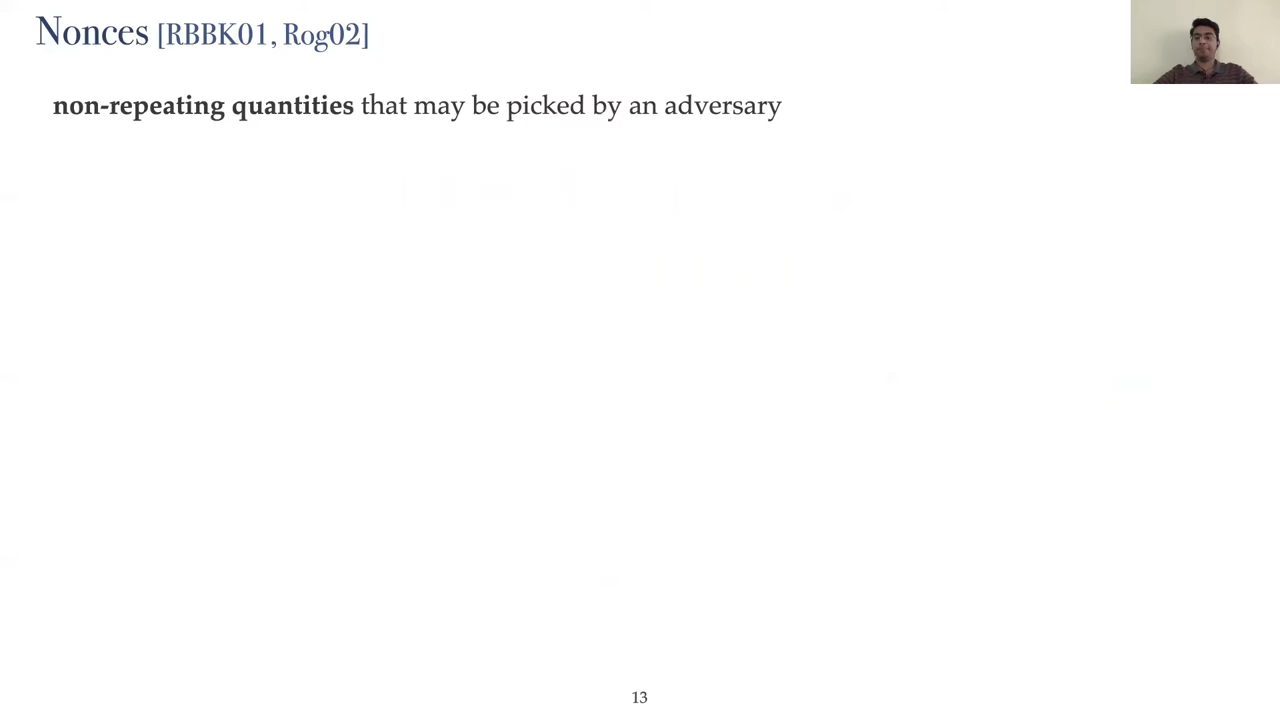 Nonces [RBBK01, Rog02]
non-repeating quantities that may be picked by an adversary
13